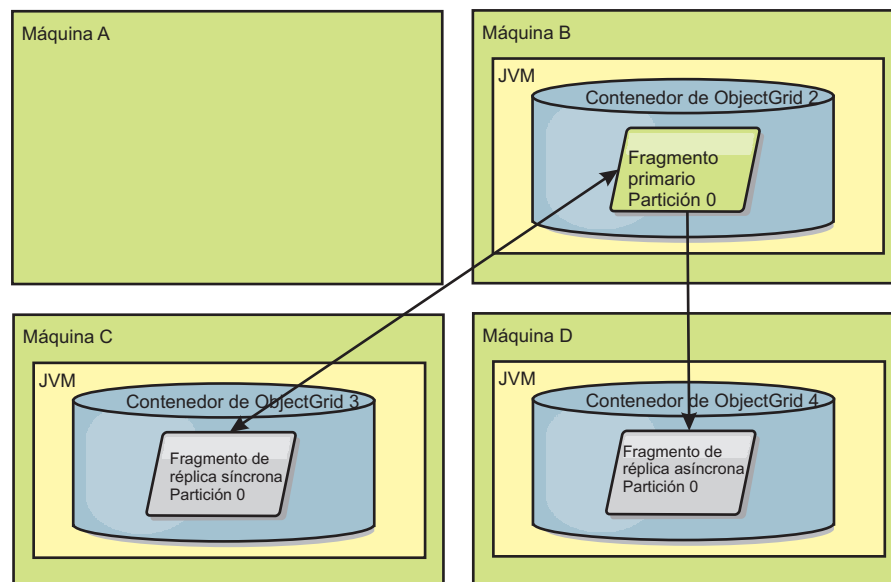 Máquina A
Máquina B
JVM
Contenedor de ObjectGrid 2
Fragmento
primario
Partición 0
Máquina C
JVM
Contenedor de ObjectGrid 3
Fragmento de
réplica síncrona
Partición 0
Máquina D
JVM
Contenedor de ObjectGrid 4
Fragmento de
réplica asíncrona
Partición 0